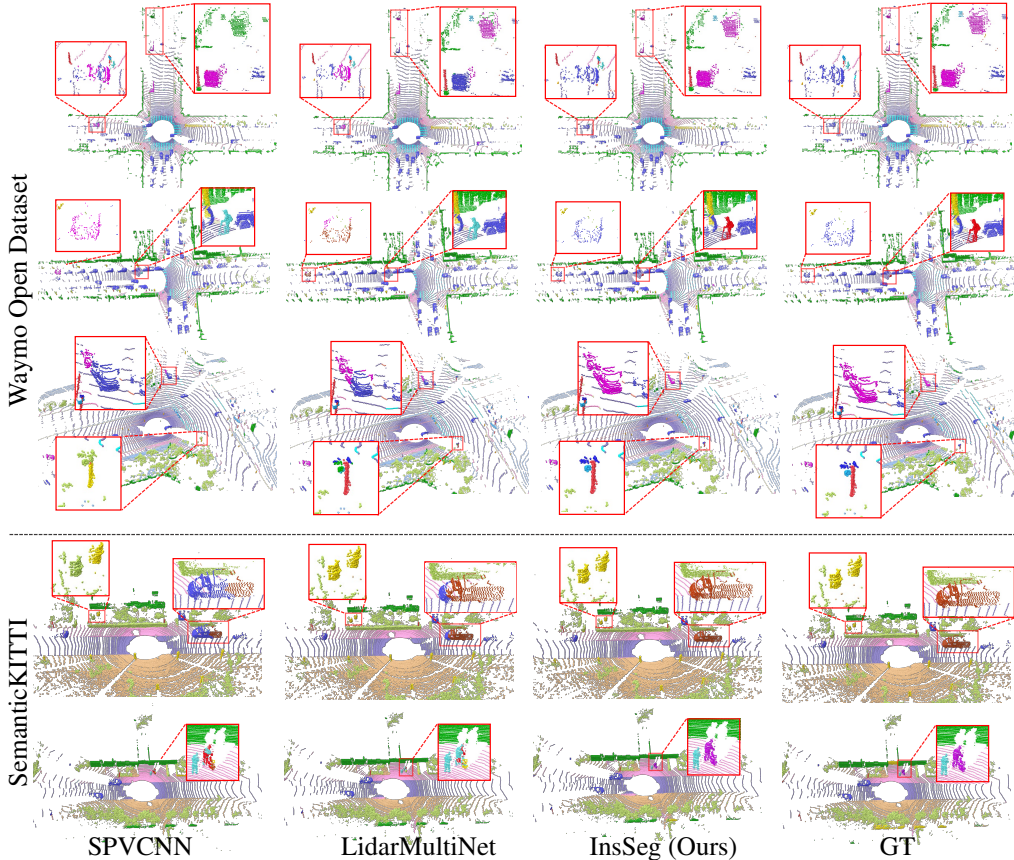 Waymo Open Dataset
SemanticKITTI
SPVCNN
LidarMultiNet
InsSeg (Ours)
GT